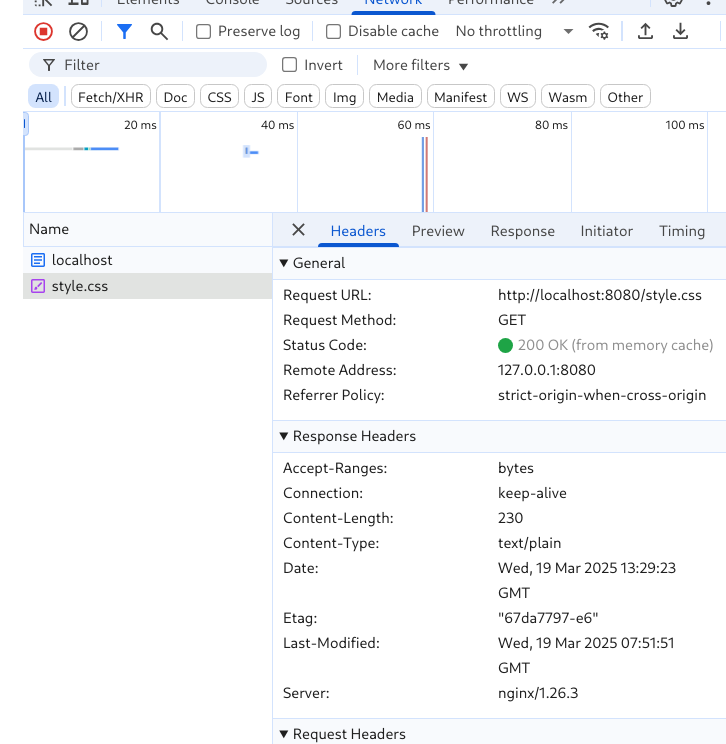 Elements Console Sources Network Performance
Preserve log Disable cache No throttling
Filter Invert More filters
All Fetch/XHR Doc CSS JS Font Img Media Manifest WS Wasm Other
20 ms 40 ms 60 ms 80 ms 100 ms
Name
localhost
style.css
Headers Preview Response Initiator Timing
General
Request URL: http://localhost:8080/style.css
Request Method: GET
Status Code: 200 OK (from memory cache)
Remote Address: 127.0.0.1:8080
Referrer Policy: strict-origin-when-cross-origin
Response Headers
Accept-Ranges: bytes
Connection: keep-alive
Content-Length: 230
Content-Type: text/plain
Date: Wed, 19 Mar 2025 13:29:23
GMT
Etag: "67da7797-e6"
Last-Modified: Wed, 19 Mar 2025 07:51:51
GMT
Server: nginx/1.26.3
Request Headers